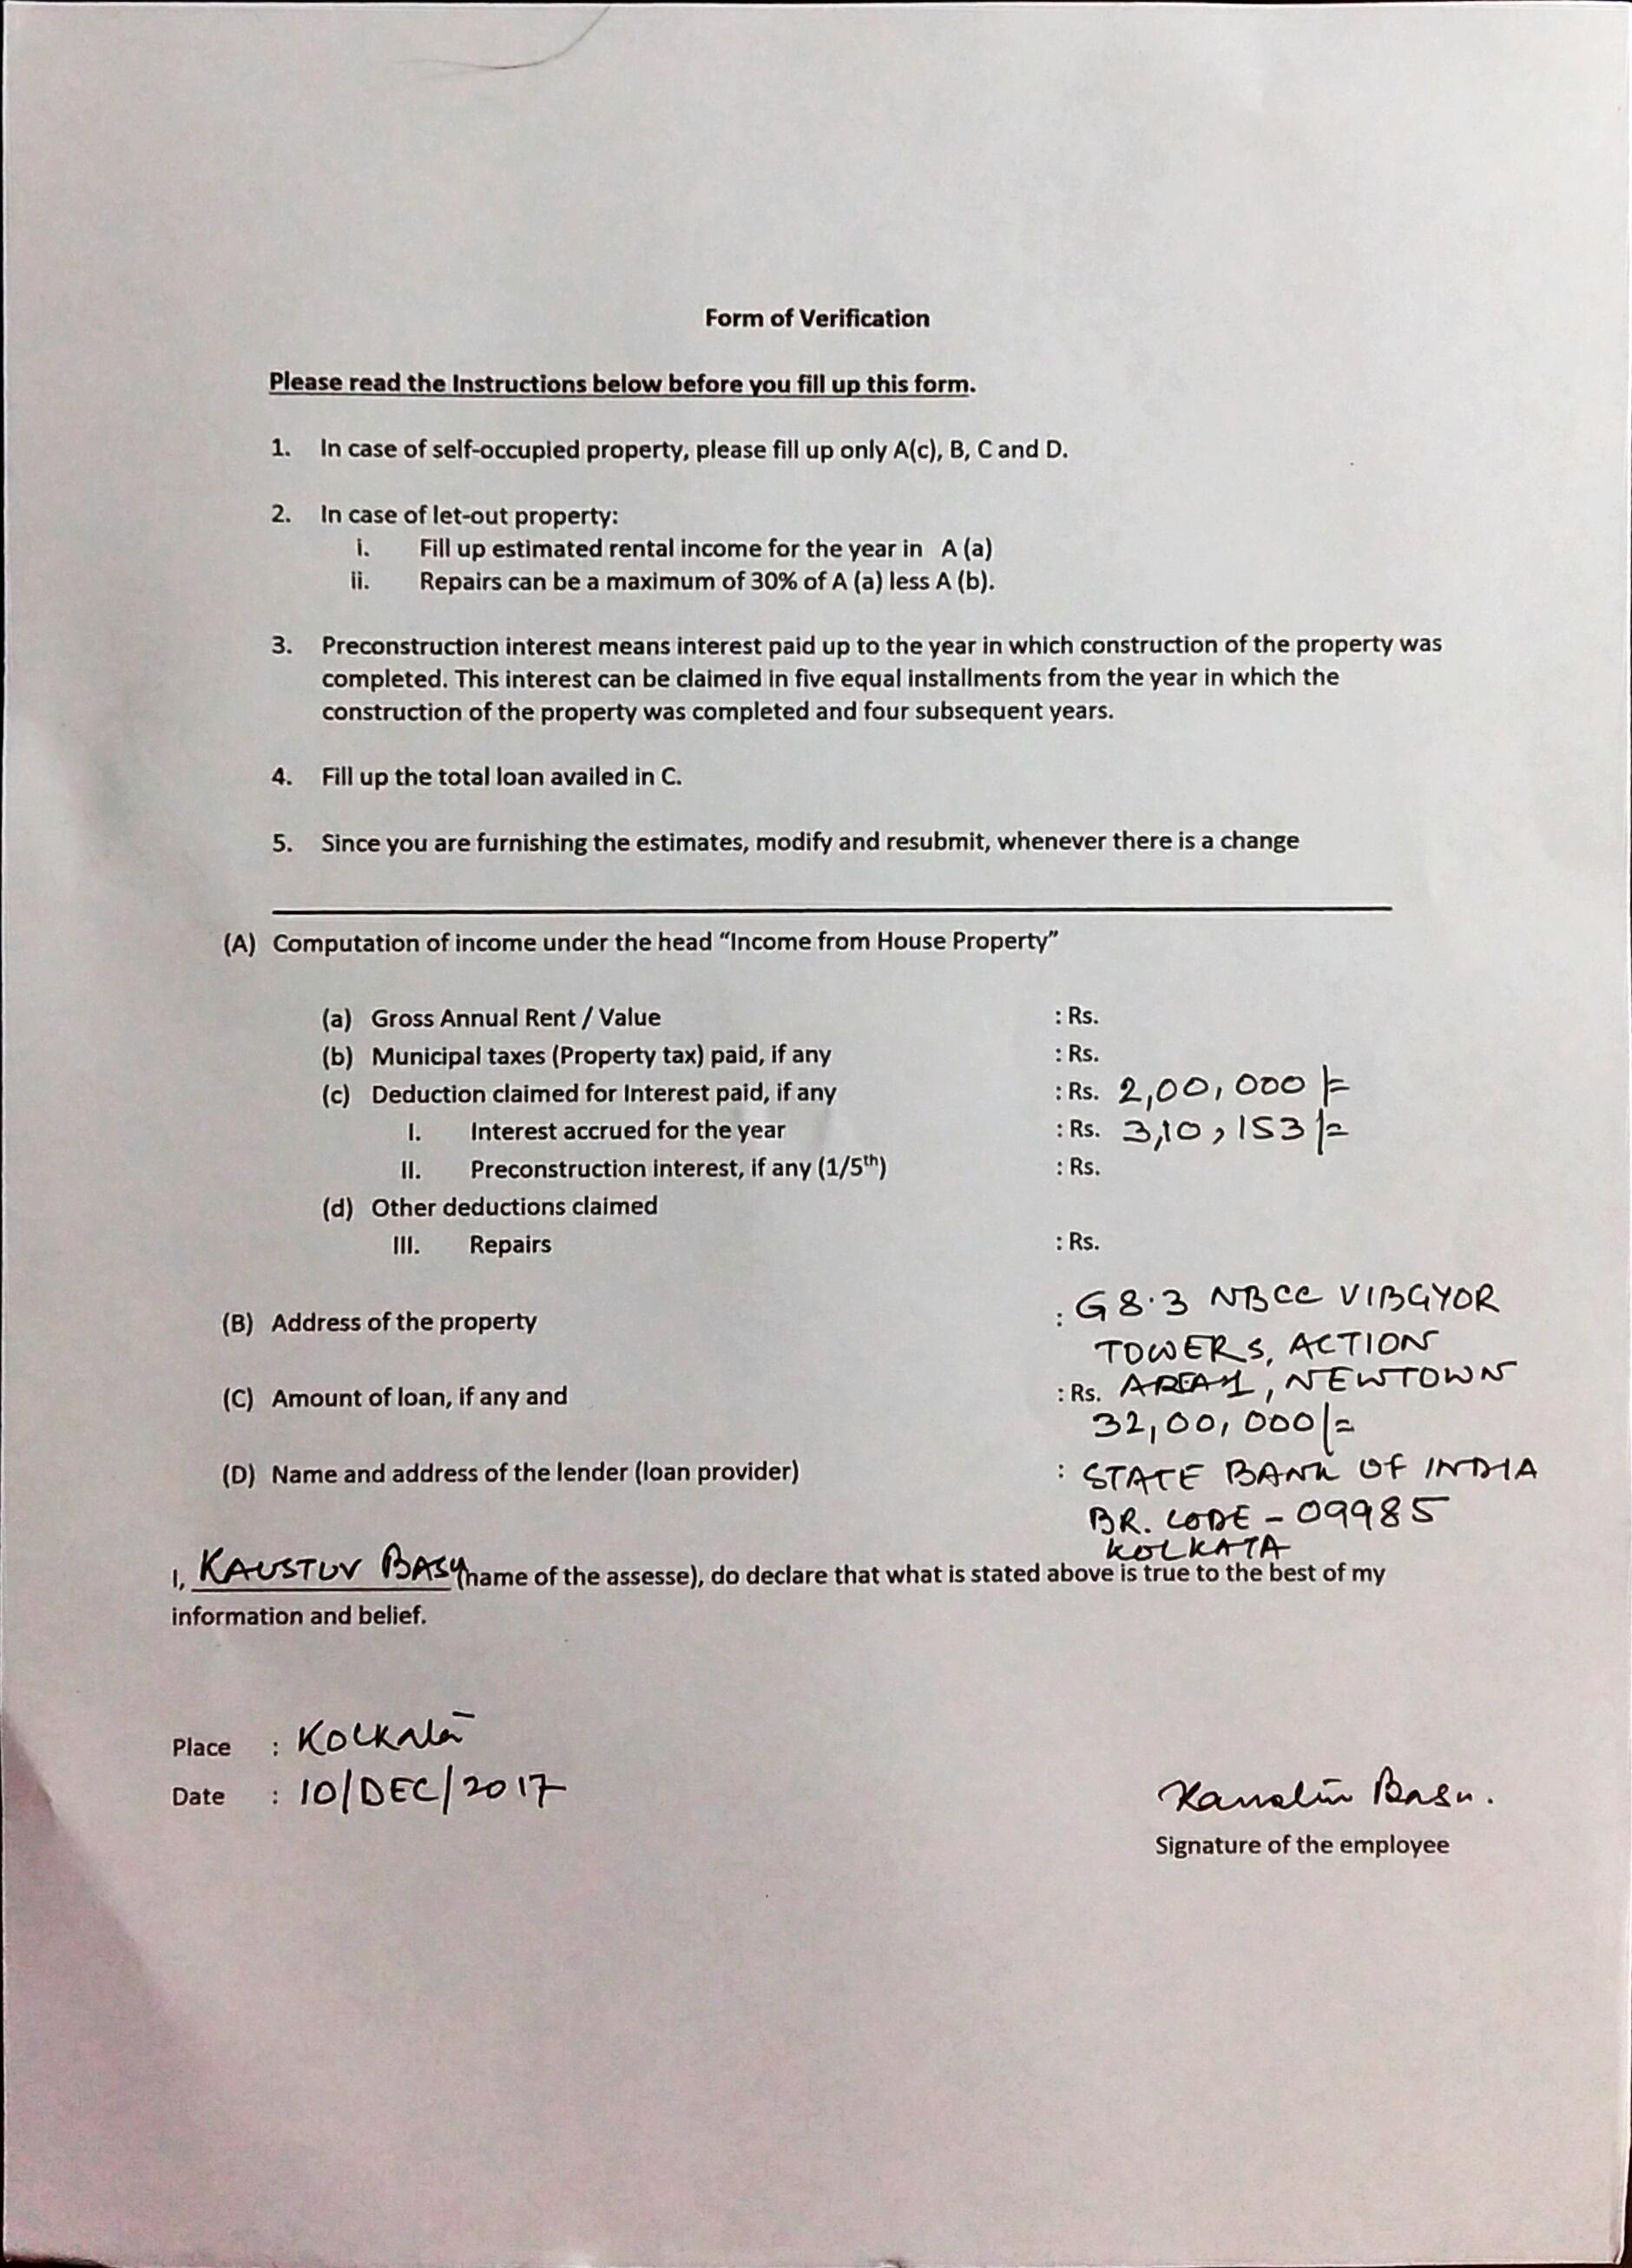 Form of Verification
Please read the Instructions below before you fill up this form.
1. In case of self-occupied property, please fill up only A(c), B, C and D.
2. In case of let-out property:
i. Fill up estimated rental income for the year in A (a)
ii. Repairs can be a maximum of 30% of A (a) less A (b).
3. Preconstruction interest means interest paid up to the year in which construction of the property was
completed. This interest can be claimed in five equal installments from the year in which the
construction of the property was completed and four subsequent years.
4. Fill up the total loan availed in C.
5. Since you are furnishing the estimates, modify and resubmit, whenever there is a change
(A) Computation of income under the head “Income from House Property”
(a) Gross Annual Rent / Value : Rs.
(b) Municipal taxes (Property tax) paid, if any : Rs.
(c) Deduction claimed for Interest paid, if any : Rs. 2,00,000/=
I. Interest accrued for the year : Rs. 3,10,153/=
II. Preconstruction interest, if any (1/5th) : Rs.
(d) Other deductions claimed
III. Repairs : Rs.
(B) Address of the property : G8.3 NBCC VIBGYOR
TOWERS, ACTION
(C) Amount of loan, if any and : Rs. AREA 1, NEWTOWN
32,00,000/=
(D) Name and address of the lender (loan provider) : STATE BANK OF INDIA
BR. CODE - 09985
KOLKATA
I, KAUSTUV BASU (name of the assesse), do declare that what is stated above is true to the best of my
information and belief.
Place : Kolkata
Date : 10/DEC/2017
Kaustuv Basu.
Signature of the employee